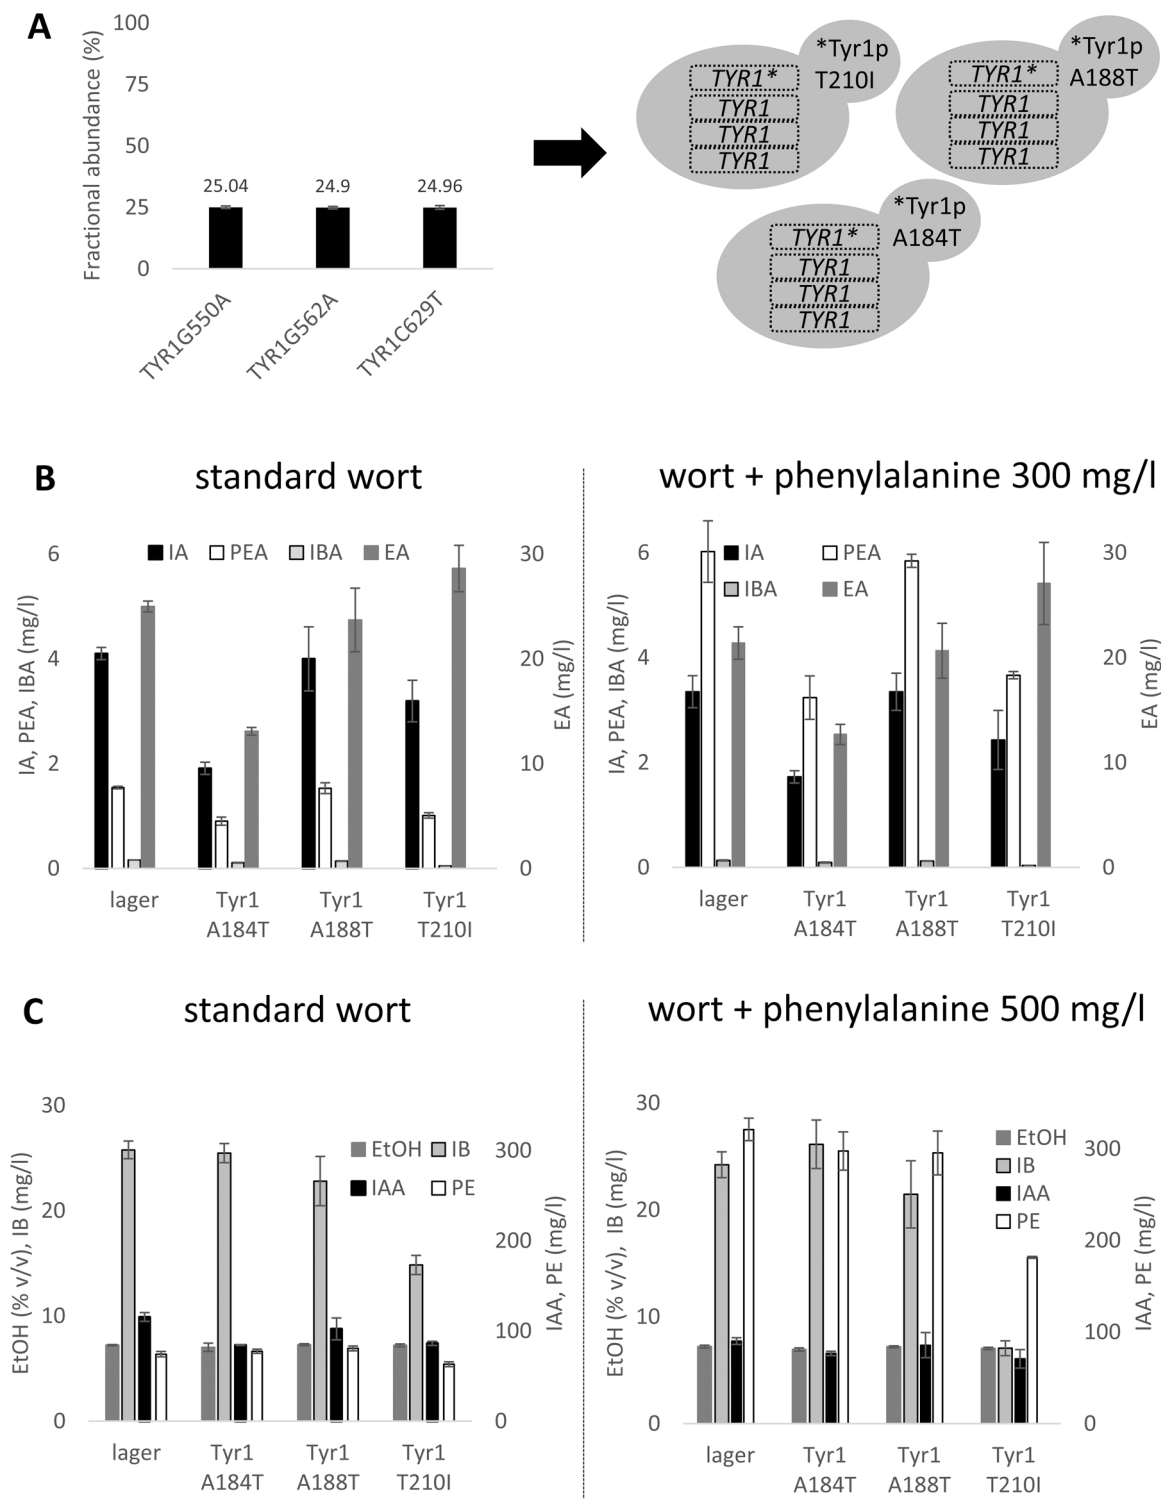 A
Fractional abundance (%)
100
75
50
25
0
25.04
24.9
24.96
TYR1G550A
TYR1G562A
TYR1C629T
*Tyr1p
T210I
TYR1*
TYR1
TYR1
TYR1
*Tyr1p
A188T
TYR1*
TYR1
TYR1
TYR1
*Tyr1p
A184T
TYR1*
TYR1
TYR1
TYR1
B
standard wort
IA PEA IBA EA
IA, PEA, IBA (mg/l)
6
4
2
0
30
20
10
0
EA (mg/l)
lager
Tyr1
A184T
Tyr1
A188T
Tyr1
T210I
wort + phenylalanine 300 mg/l
IA PEA
IBA EA
IA, PEA, IBA (mg/l)
6
4
2
0
30
20
10
0
EA (mg/l)
lager
Tyr1
A184T
Tyr1
A188T
Tyr1
T210I
C
standard wort
EtOH IB
IAA PE
EtOH (% v/v), IB (mg/l)
30
20
10
0
300
200
100
0
IAA, PE (mg/l)
lager
Tyr1
A184T
Tyr1
A188T
Tyr1
T210I
wort + phenylalanine 500 mg/l
EtOH
IB
IAA
PE
EtOH (% v/v), IB (mg/l)
30
20
10
0
300
200
100
0
IAA, PE (mg/l)
lager
Tyr1
A184T
Tyr1
A188T
Tyr1
T210I